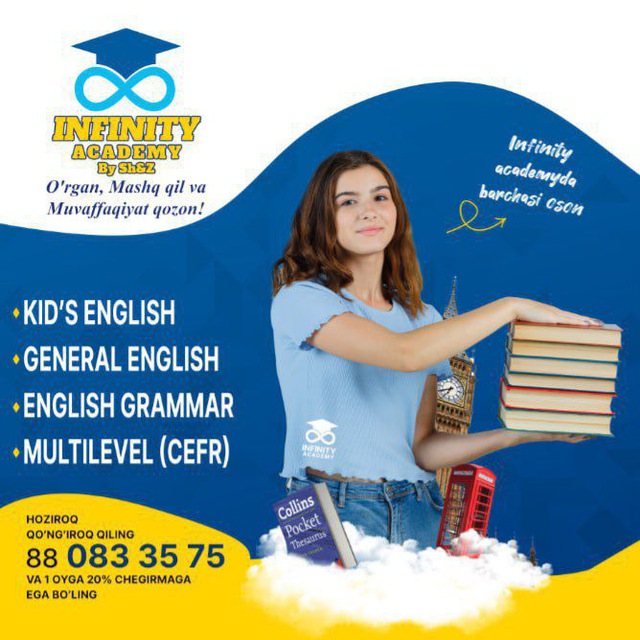 INFINITY
ACADEMY
By Sh&Z
O'rgan, Mashq qil va
Muvaffaqiyat qozon!
Infinity
academyda
barchasi oson
KID'S ENGLISH
GENERAL ENGLISH
ENGLISH GRAMMAR
MULTILEVEL (CEFR)
INFINITY
ACADEMY
Collins
Pocket
Thesaurus
HOZIROQ
QO'NG'IROQ QILING
88 083 35 75
VA 1 OYGA 20% CHEGIRMAGA
EGA BO'LING